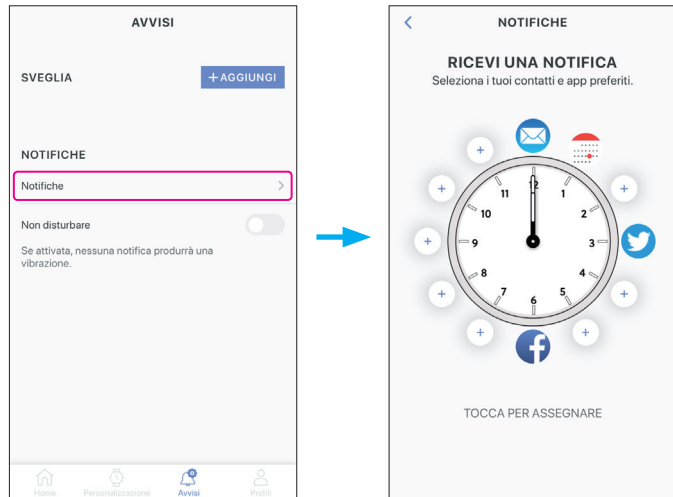 AVVISI
SVEGLIA
+ AGGIUNGI
NOTIFICHE
Notifiche
Non disturbare
Se attivata, nessuna notifica produrrà una
vibrazione.
Home
Personalizzazione
Avvisi
Profili
NOTIFICHE
RICEVI UNA NOTIFICA
Seleziona i tuoi contatti e app preferiti.
12
1
2
3
4
5
6
7
8
9
10
11
TOCCA PER ASSEGNARE